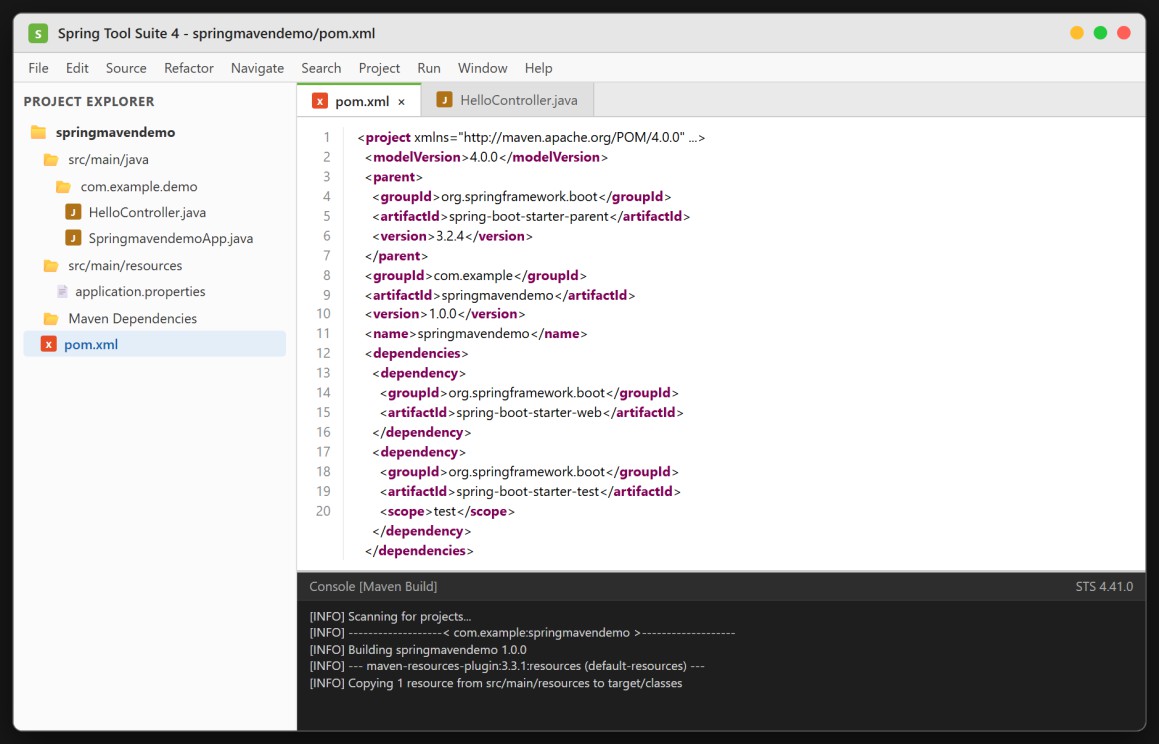 S Spring Tool Suite 4 - springmavendemo/pom.xml
File Edit Source Refactor Navigate Search Project Run Window Help
PROJECT EXPLORER
springmavendemo
src/main/java
com.example.demo
J HelloController.java
J SpringmavendemoApp.java
src/main/resources
application.properties
Maven Dependencies
X pom.xml
X pom.xml ×
J HelloController.java
1 <project xmlns="http://maven.apache.org/POM/4.0.0" ...>
2 <modelVersion>4.0.0</modelVersion>
3 <parent>
4 <groupId>org.springframework.boot</groupId>
5 <artifactId>spring-boot-starter-parent</artifactId>
6 <version>3.2.4</version>
7 </parent>
8 <groupId>com.example</groupId>
9 <artifactId>springmavendemo</artifactId>
10 <version>1.0.0</version>
11 <name>springmavendemo</name>
12 <dependencies>
13 <dependency>
14 <groupId>org.springframework.boot</groupId>
15 <artifactId>spring-boot-starter-web</artifactId>
16 </dependency>
17 <dependency>
18 <groupId>org.springframework.boot</groupId>
19 <artifactId>spring-boot-starter-test</artifactId>
20 <scope>test</scope>
</dependency>
</dependencies>
Console [Maven Build] STS 4.41.0
[INFO] Scanning for projects...
[INFO] -------------------< com.example:springmavendemo >-------------------
[INFO] Building springmavendemo 1.0.0
[INFO] --- maven-resources-plugin:3.3.1:resources (default-resources) ---
[INFO] Copying 1 resource from src/main/resources to target/classes